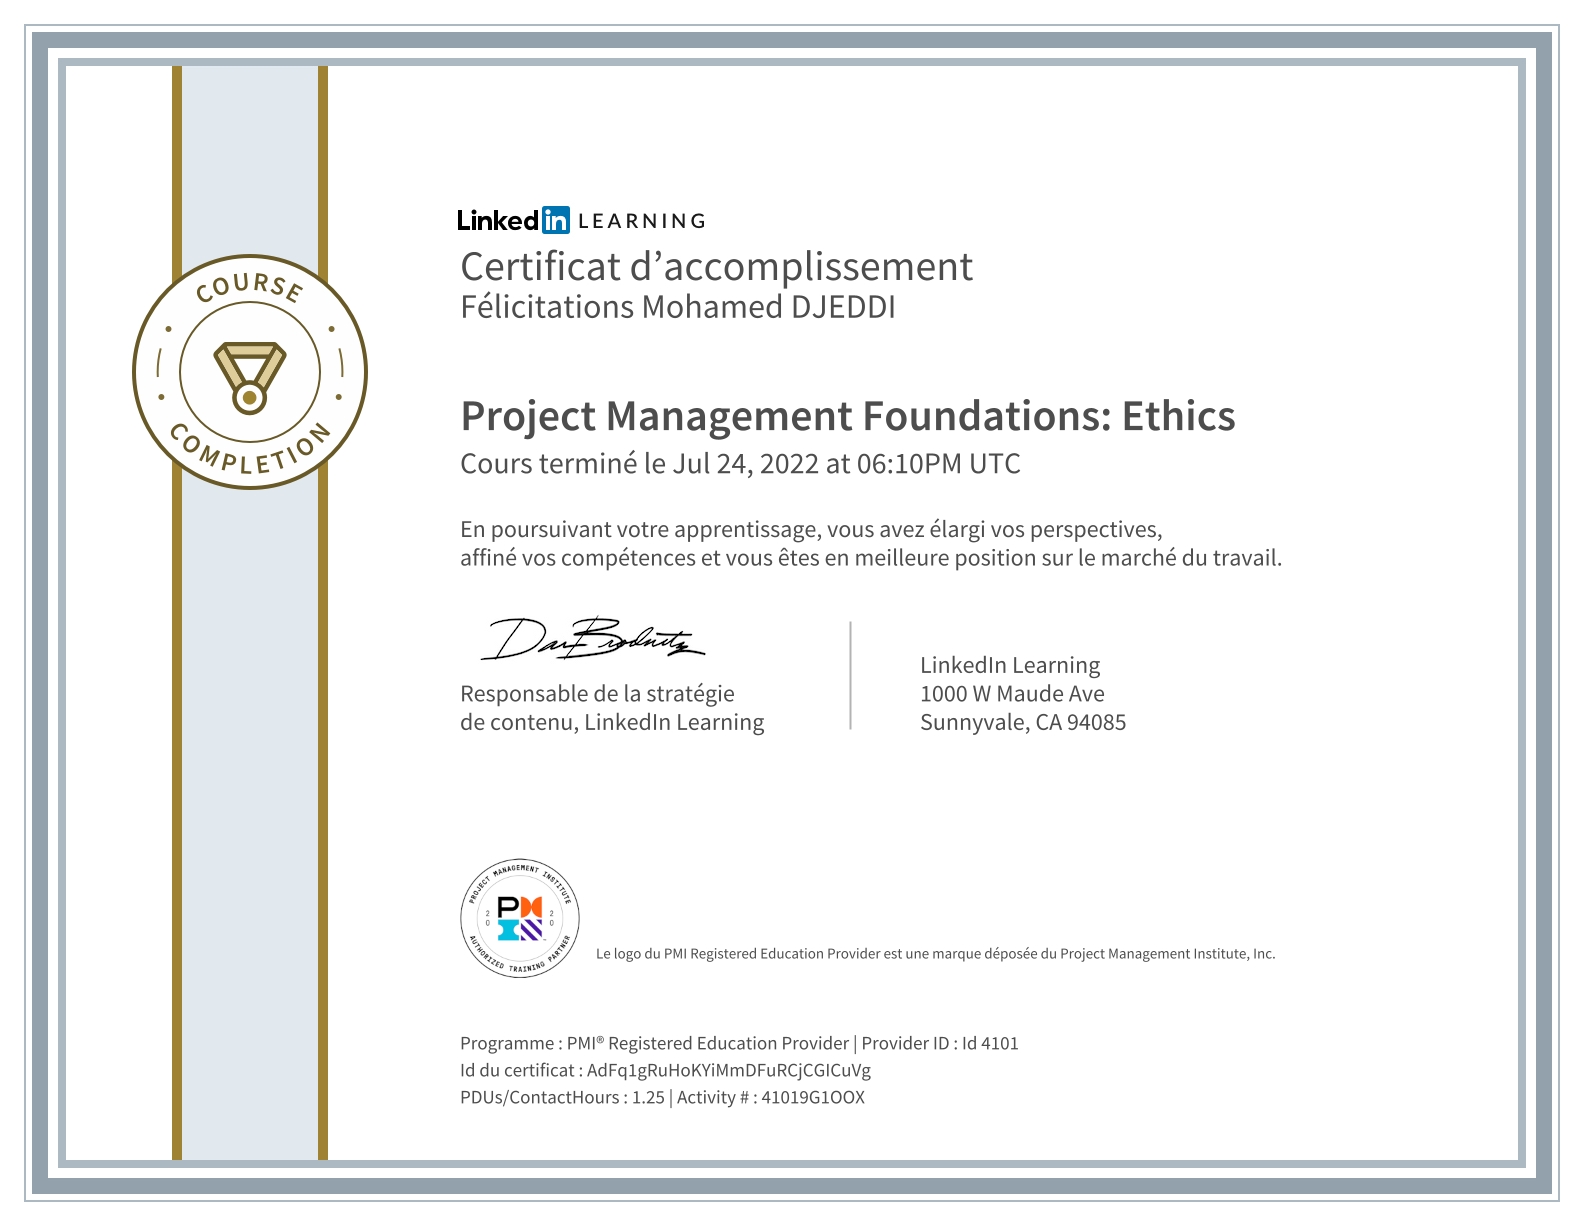 LinkedIn LEARNING
Certificat d’accomplissement
Félicitations Mohamed DJEDDI
COURSE
COMPLETION
Project Management Foundations: Ethics
Cours terminé le Jul 24, 2022 at 06:10PM UTC
En poursuivant votre apprentissage, vous avez élargi vos perspectives,
affiné vos compétences et vous êtes en meilleure position sur le marché du travail.
Dan Brodnitz
Responsable de la stratégie
de contenu, LinkedIn Learning
LinkedIn Learning
1000 W Maude Ave
Sunnyvale, CA 94085
PROJECT MANAGEMENT INSTITUTE
20 20
PM
AUTHORIZED TRAINING PARTNER
Le logo du PMI Registered Education Provider est une marque déposée du Project Management Institute, Inc.
Programme : PMI® Registered Education Provider | Provider ID : Id 4101
Id du certificat : AdFq1gRuHoKYiMmDFuRCjCGICuVg
PDUs/ContactHours : 1.25 | Activity # : 41019G1OOX